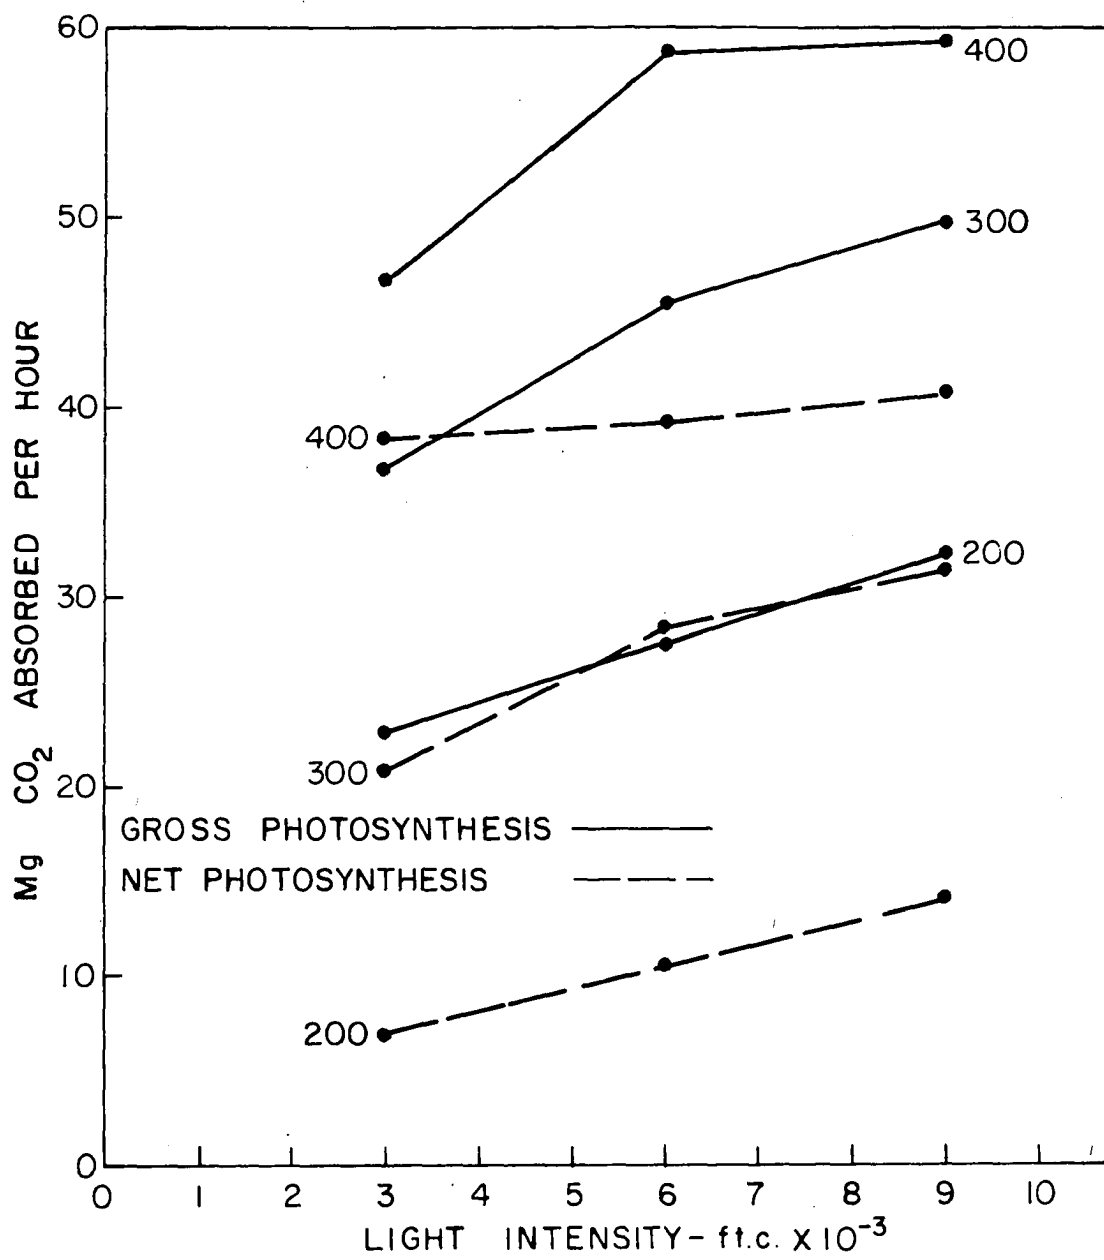 60
400
50
300
40
400
200
30
300
20
GROSS PHOTOSYNTHESIS
NET PHOTOSYNTHESIS
10
200
0
0 1 2 3 4 5 6 7 8 9 10
LIGHT INTENSITY - ft.c. X 10⁻³
Mg CO₂ ABSORBED PER HOUR